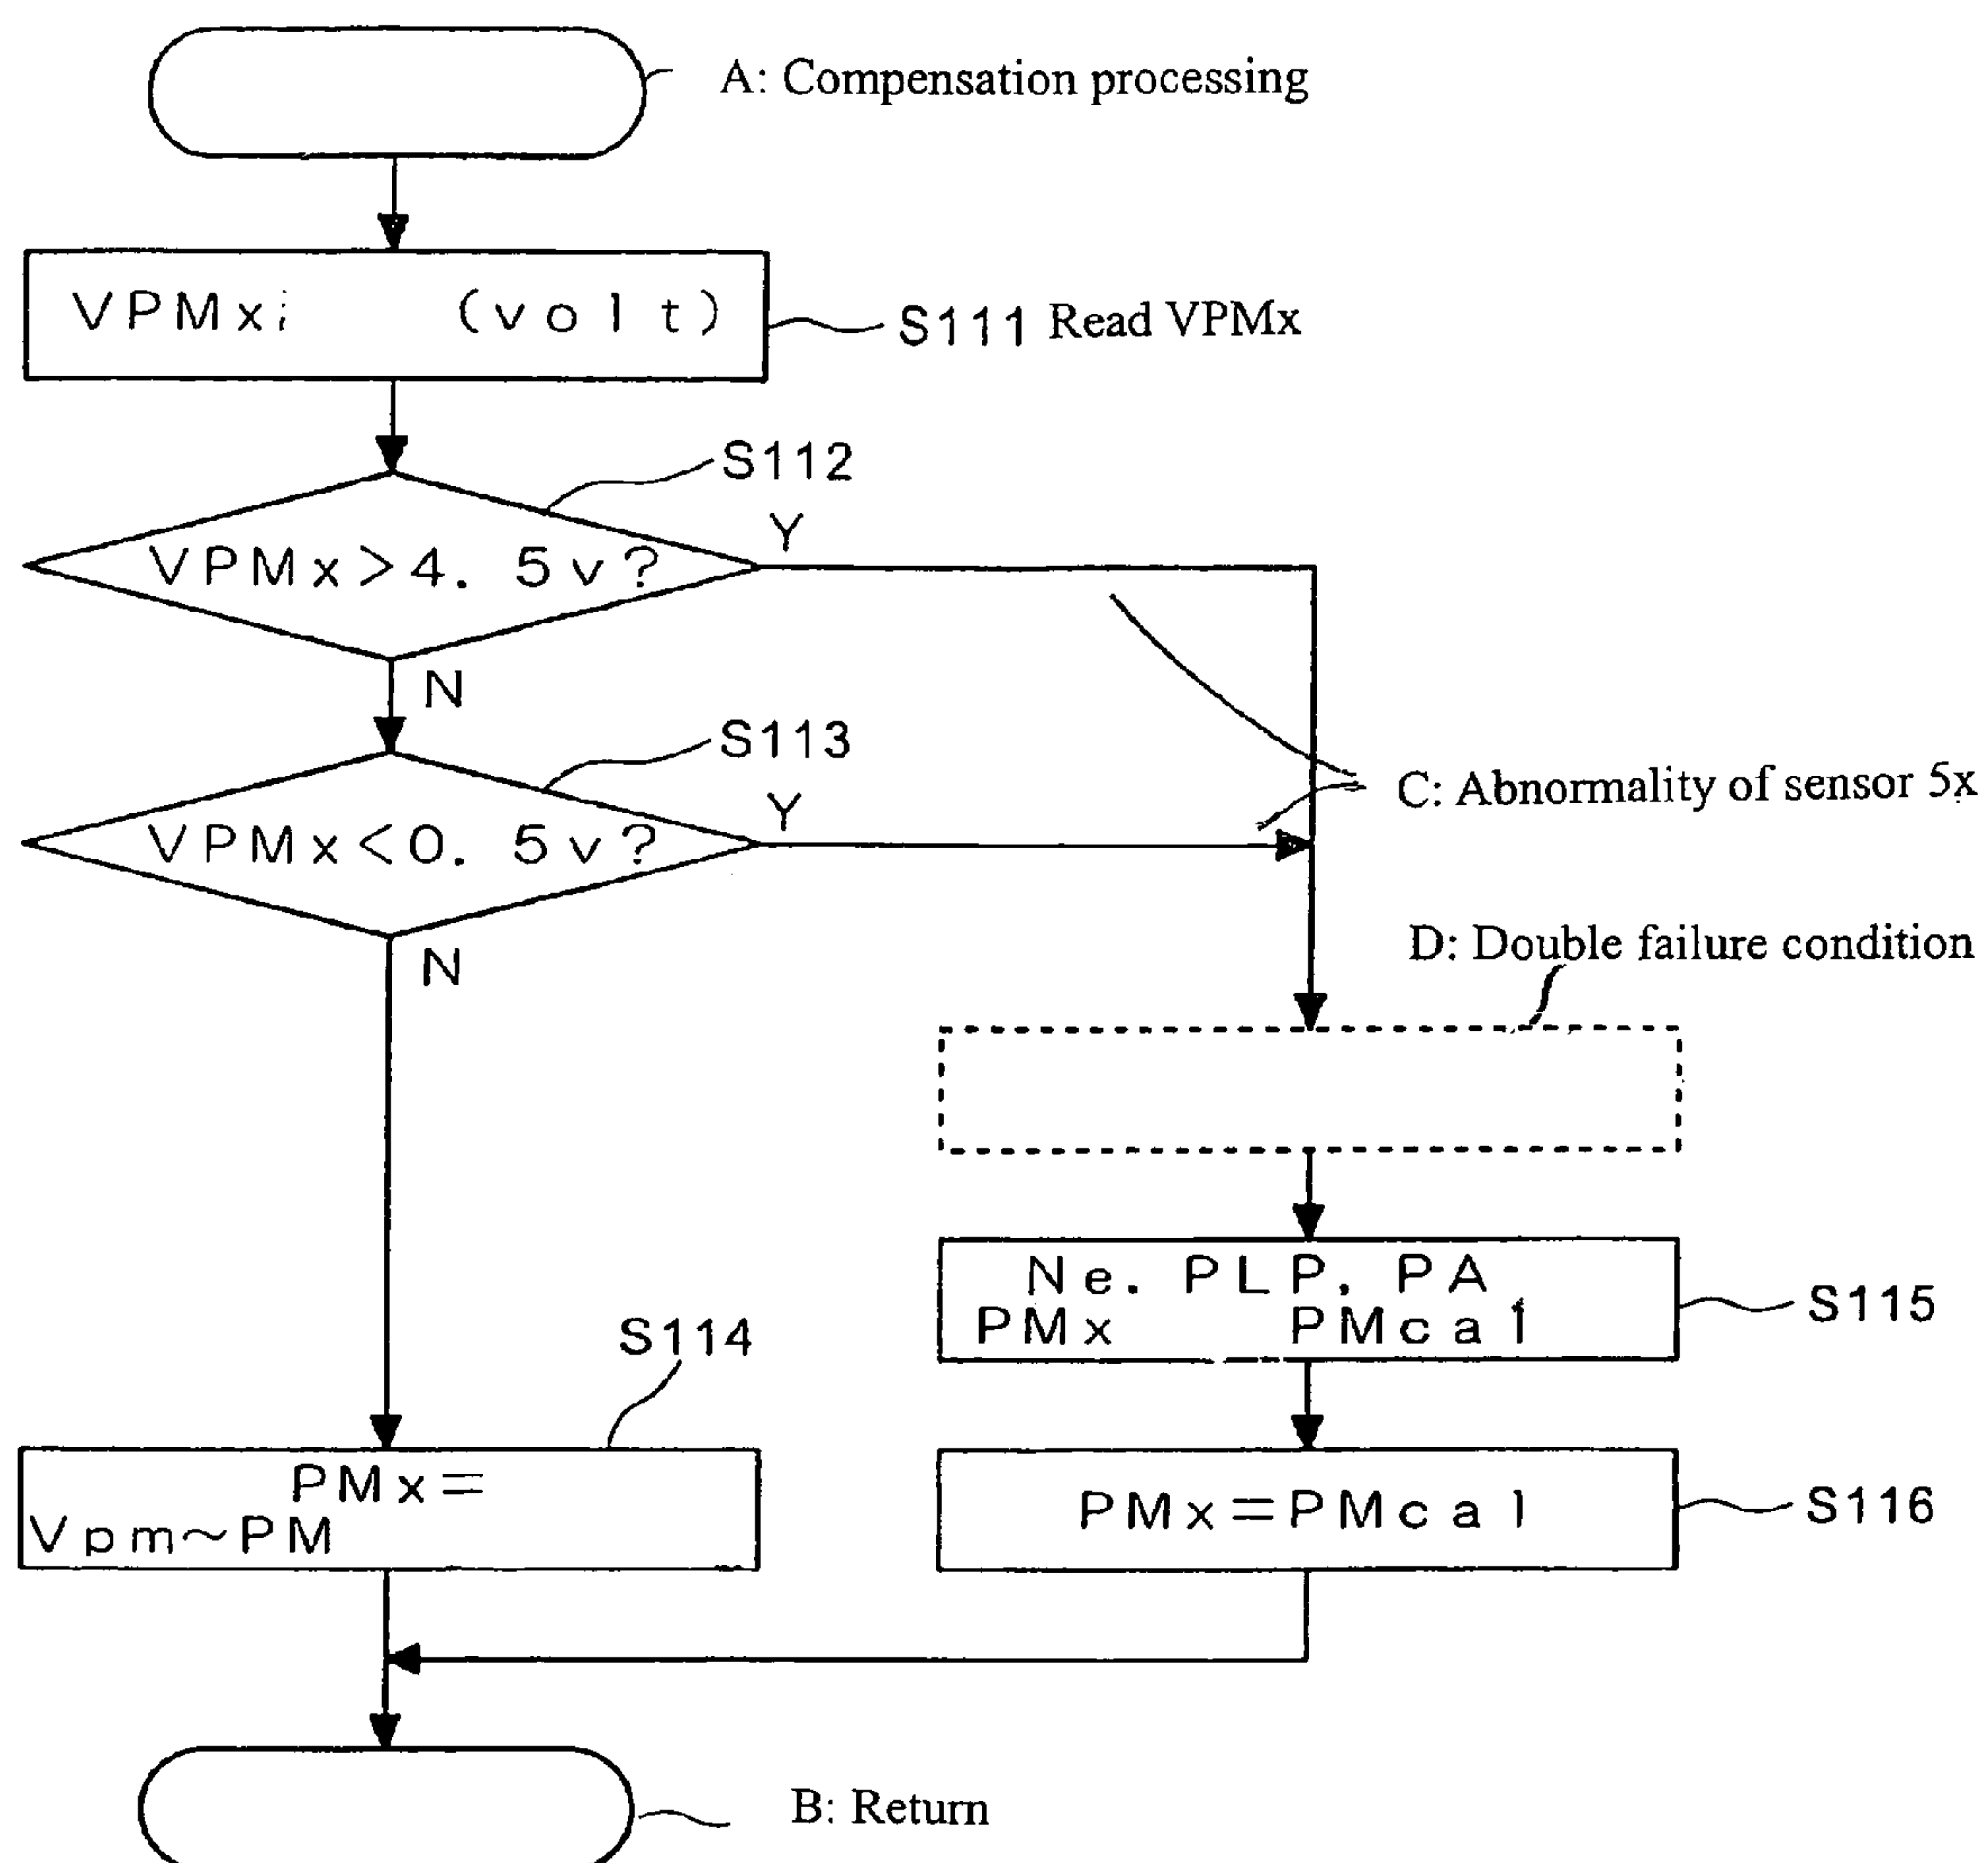 A: Compensation processing
VPMxi (volt)
S111 Read VPMx
S112
VPMx>4. 5v?
Y
N
S113
VPMx<0. 5v?
Y
N
C: Abnormality of sensor 5x
D: Double failure condition
Ne. PLP, PA
PMx PMcal
S115
S114
PMx=
Vpm~PM
PMx=PMcal
S116
B: Return